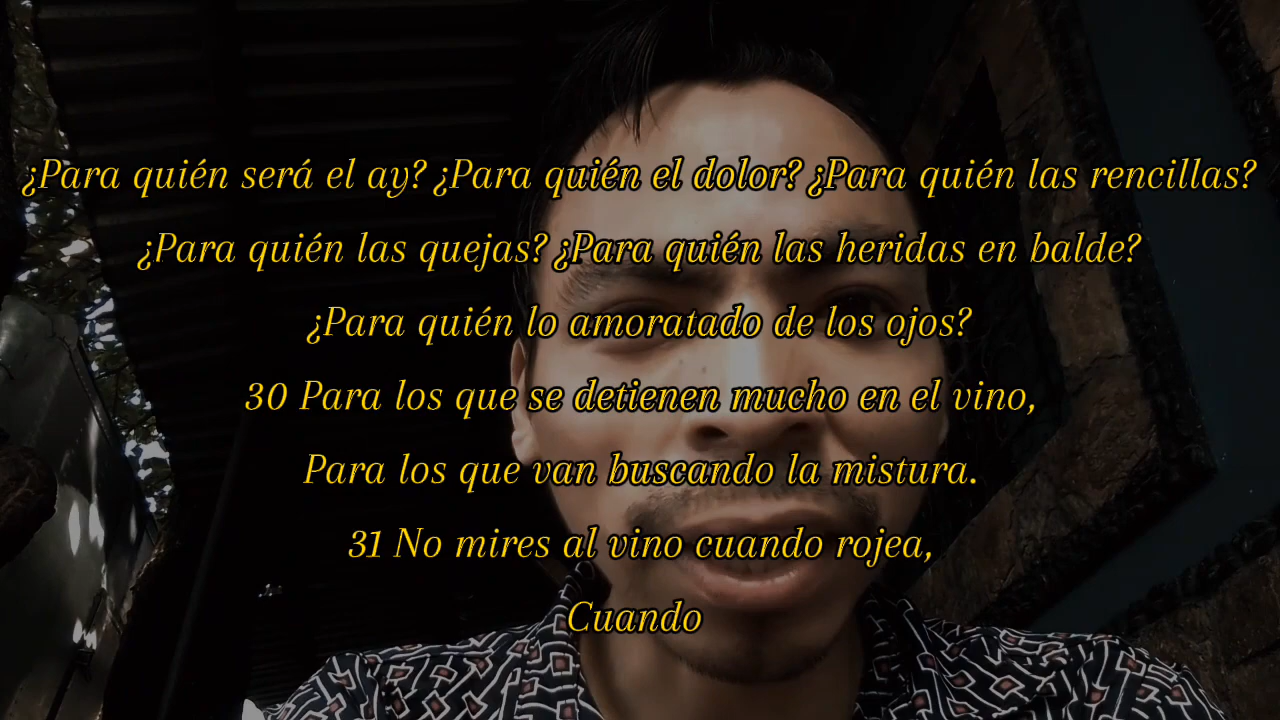 ¿Para quién será el ay? ¿Para quién el dolor? ¿Para quién las rencillas?
¿Para quién las quejas? ¿Para quién las heridas en balde?
¿Para quién lo amoratado de los ojos?
30 Para los que se detienen mucho en el vino,
Para los que van buscando la mistura.
31 No mires al vino cuando rojea,
Cuando